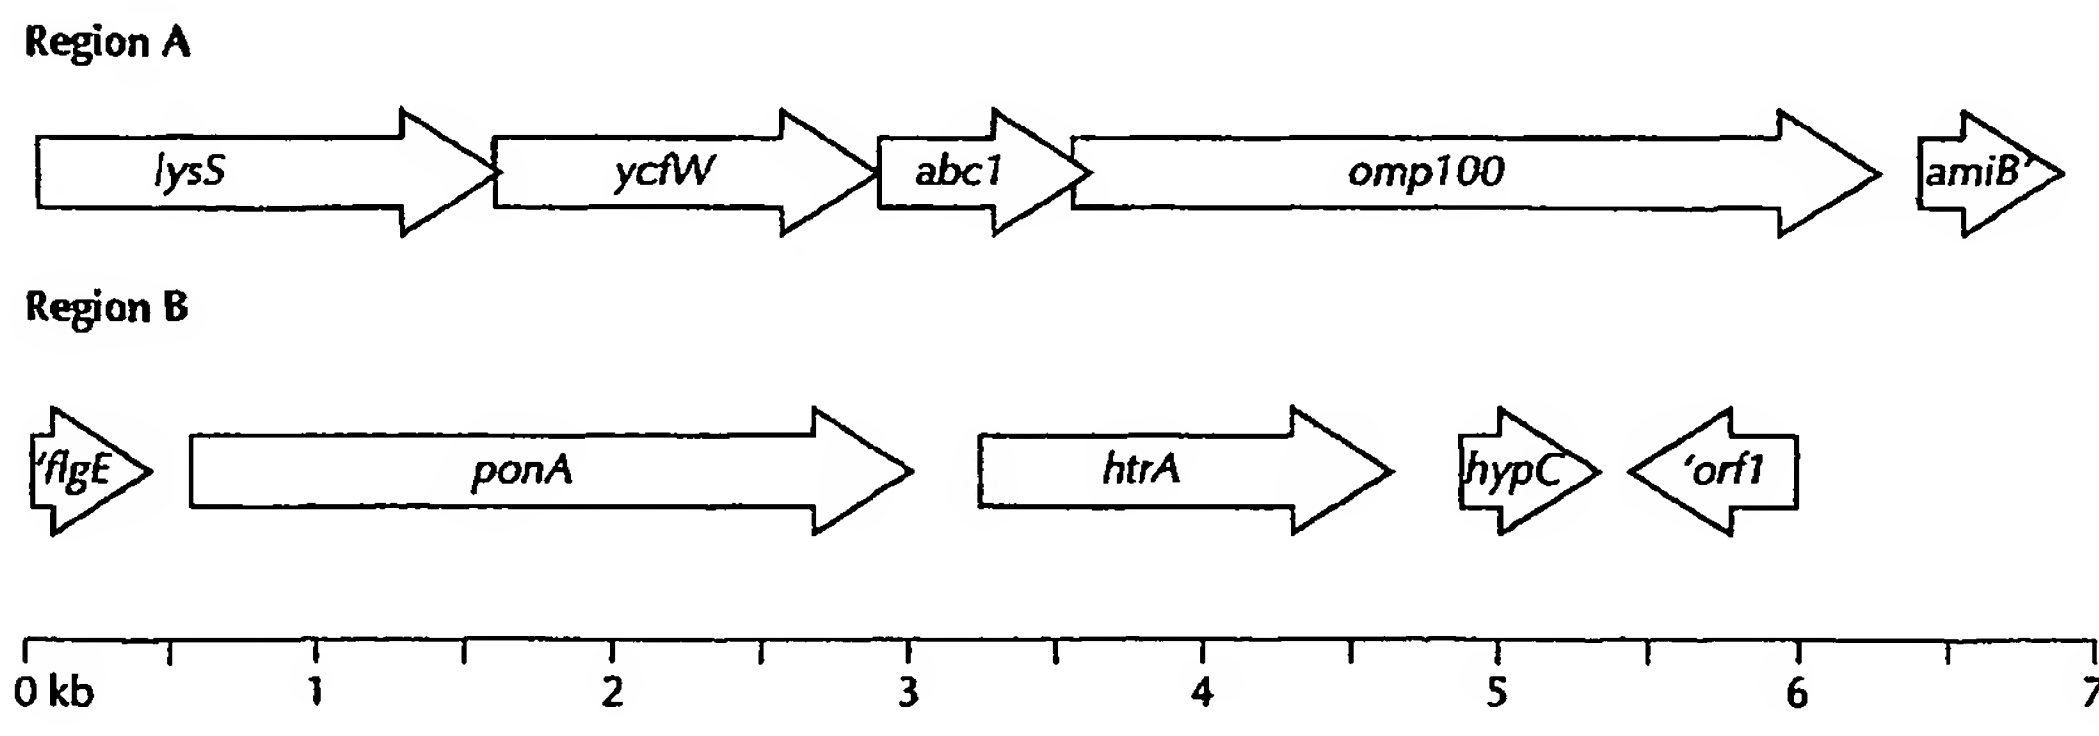 Region A
lysS ycfW abc1 omp100 amiB’
Region B
‘flgE ponA htrA hypC ‘orf1
0 kb 1 2 3 4 5 6 7